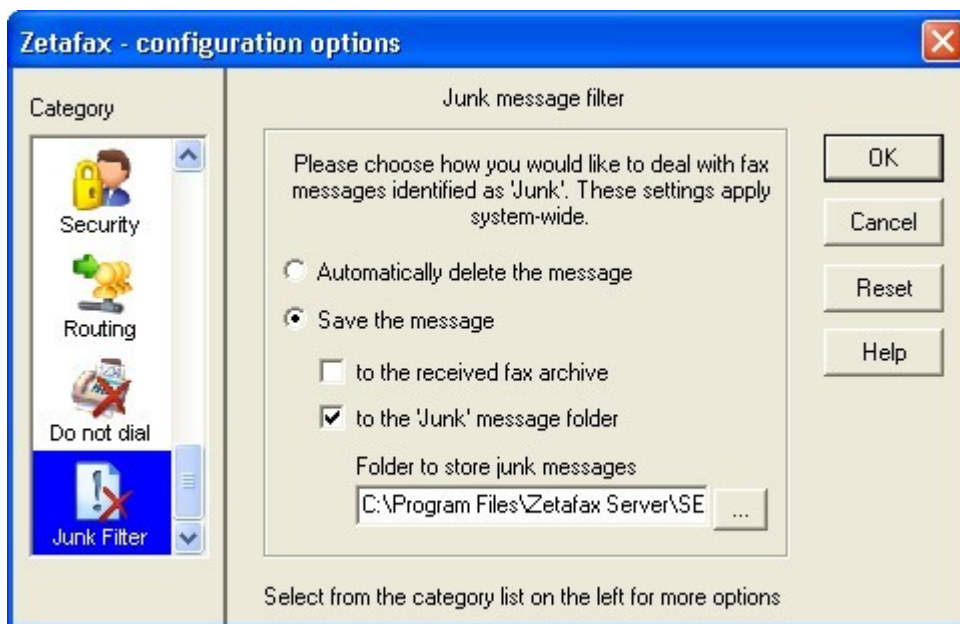 Zetafax - configuration options
Category
Security
Routing
Do not dial
Junk Filter
Junk message filter
Please choose how you would like to deal with fax
messages identified as 'Junk'. These settings apply
system-wide.
Automatically delete the message
Save the message
to the received fax archive
to the 'Junk' message folder
Folder to store junk messages
C:\Program Files\Zetafax Server\SE
...
Select from the category list on the left for more options
OK
Cancel
Reset
Help